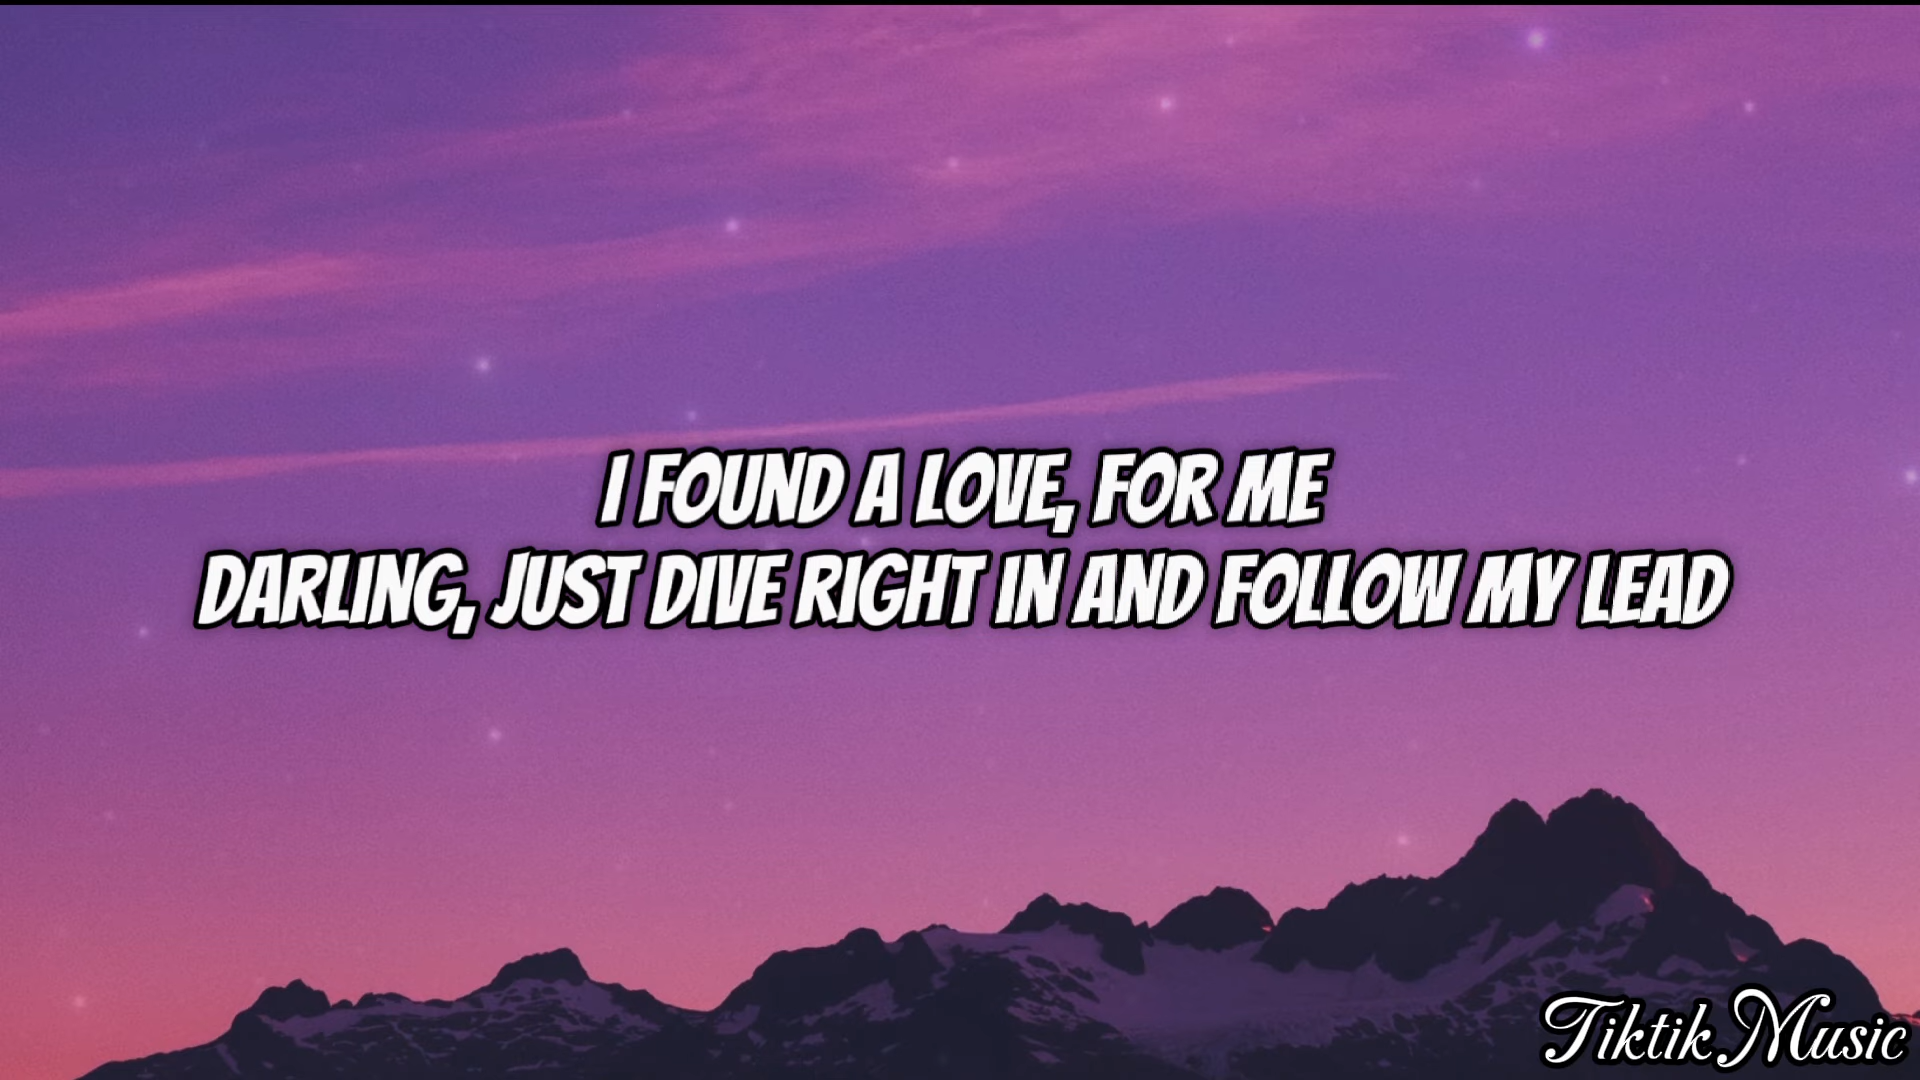 I FOUND A LOVE, FOR ME
DARLING, JUST DIVE RIGHT IN AND FOLLOW MY LEAD
Tiktik Music